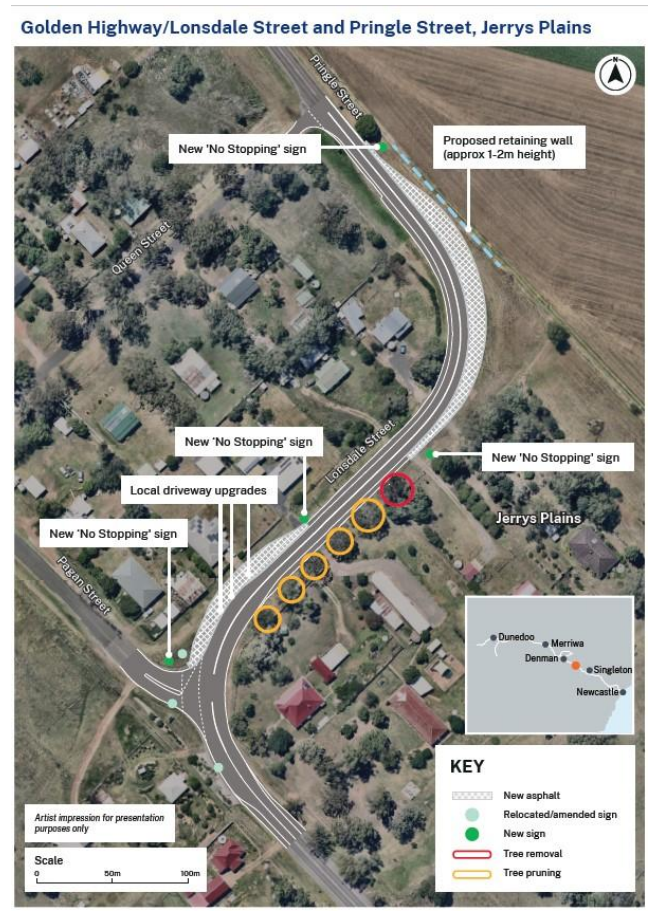 Golden Highway/Lonsdale Street and Pringle Street, Jerrys Plains
N
Pringle Street
New 'No Stopping' sign
Proposed retaining wall
(approx 1-2m height)
Queen Street
New 'No Stopping' sign
Lonsdale Street
New 'No Stopping' sign
Local driveway upgrades
Jerrys Plains
New 'No Stopping' sign
Pagan Street
Dunedoo
Merriwa
Denman
Singleton
Newcastle
KEY
New asphalt
Relocated/amended sign
New sign
Tree removal
Tree pruning
Artist impression for presentation
purposes only
Scale
0 50m 100m